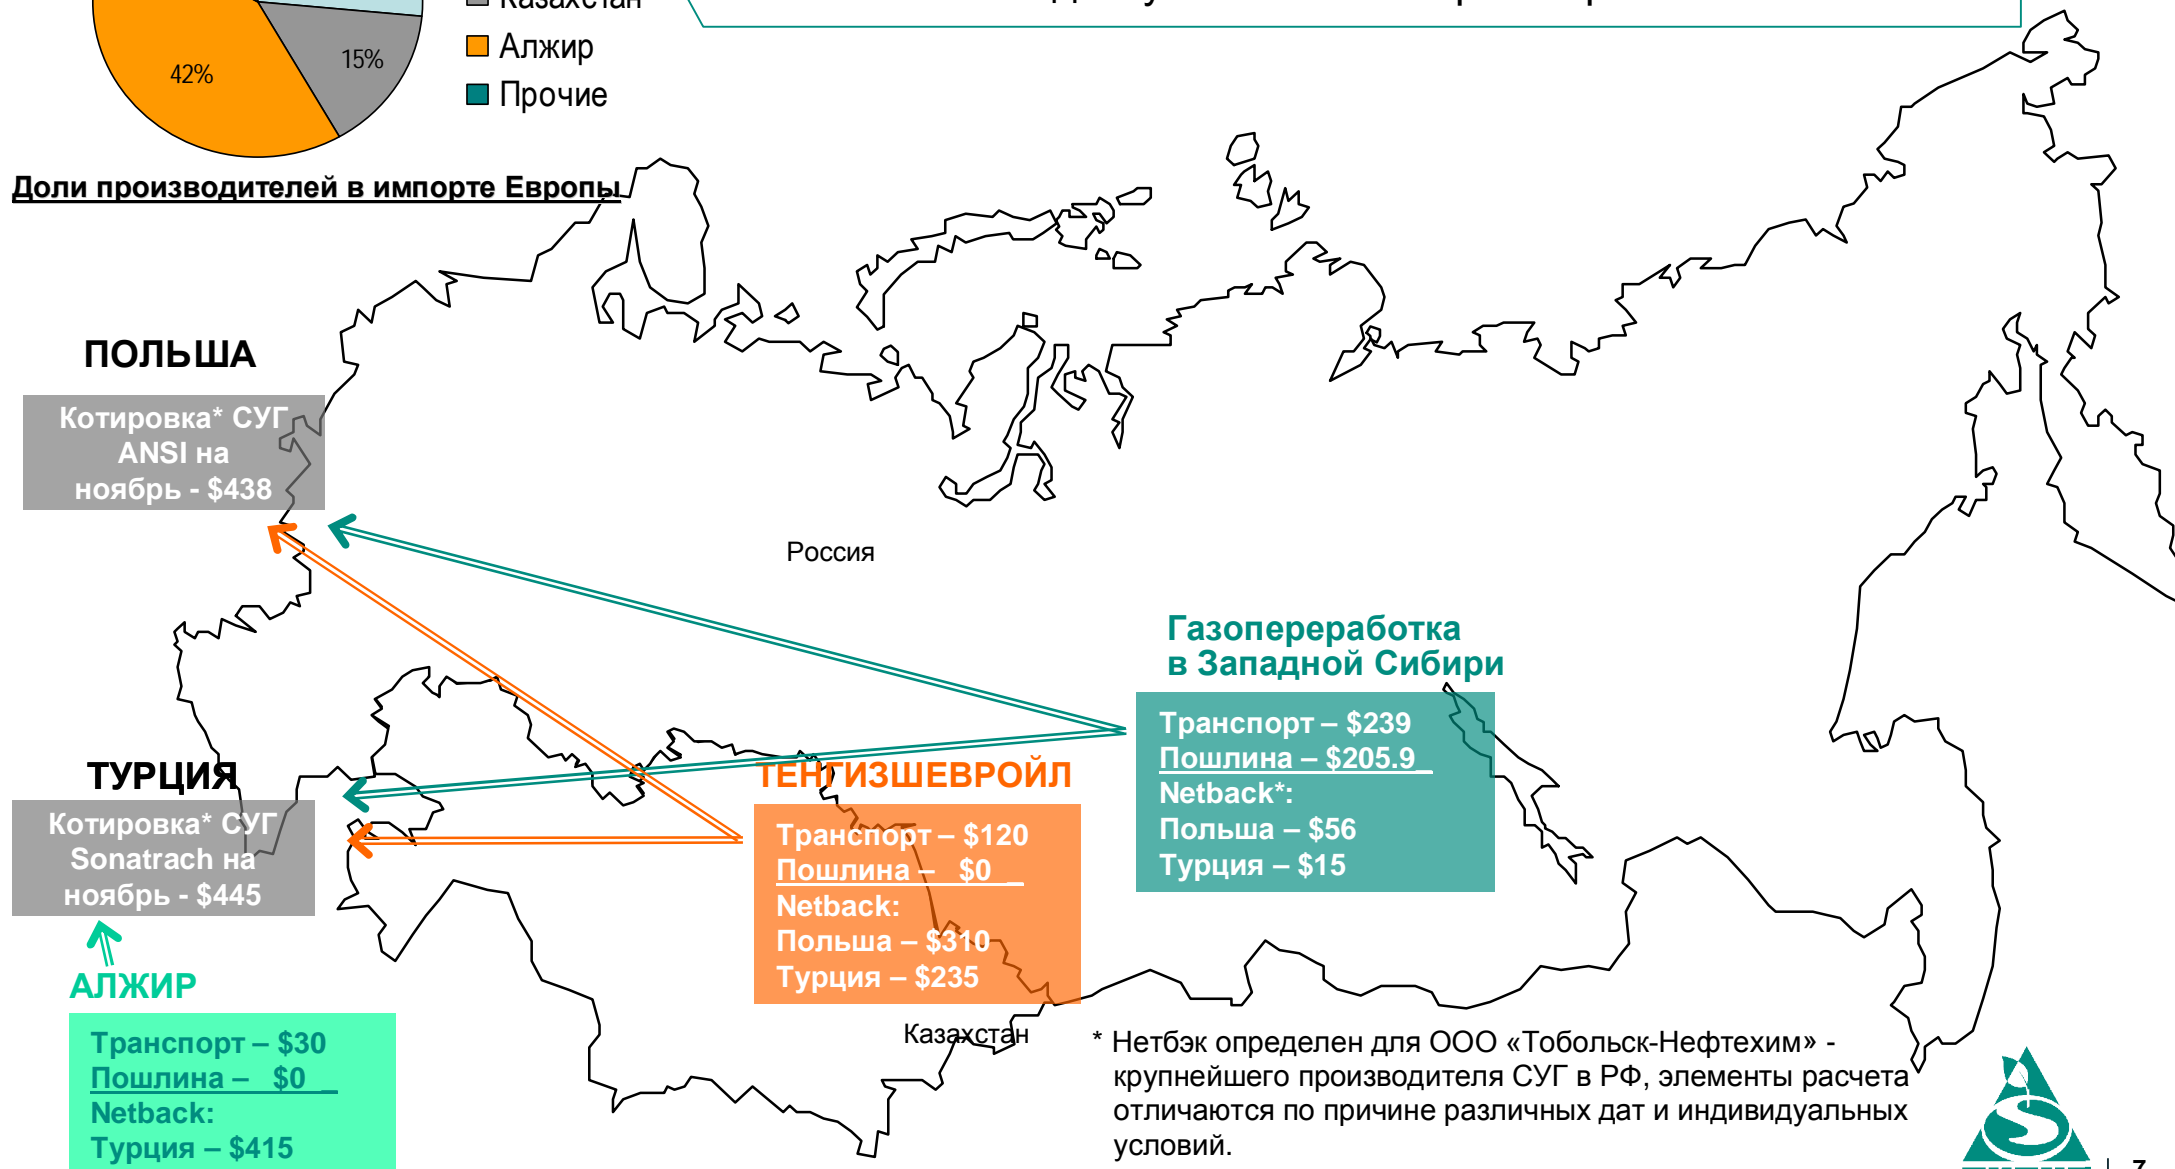 Казахстан
Алжир
Прочие
42%
15%
Доли производителей в импорте Европы
ПОЛЬША
Котировка* СУГ
ANSI на
ноябрь - $438
Россия
Газопереработка
в Западной Сибири
Транспорт – $239
Пошлина – $205.9_
Netback*:
Польша – $56
Турция – $15
ТУРЦИЯ
Котировка* СУГ
Sonatrach на
ноябрь - $445
ТЕНГИЗШЕВРОЙЛ
Транспорт – $120
Пошлина – $0 _
Netback:
Польша – $310
Турция – $235
АЛЖИР
Транспорт – $30
Пошлина – $0 _
Netback:
Турция – $415
Казахстан
* Нетбэк определен для ООО «Тобольск-Нефтехим» -
крупнейшего производителя СУГ в РФ, элементы расчета
отличаются по причине различных дат и индивидуальных
условий.
7